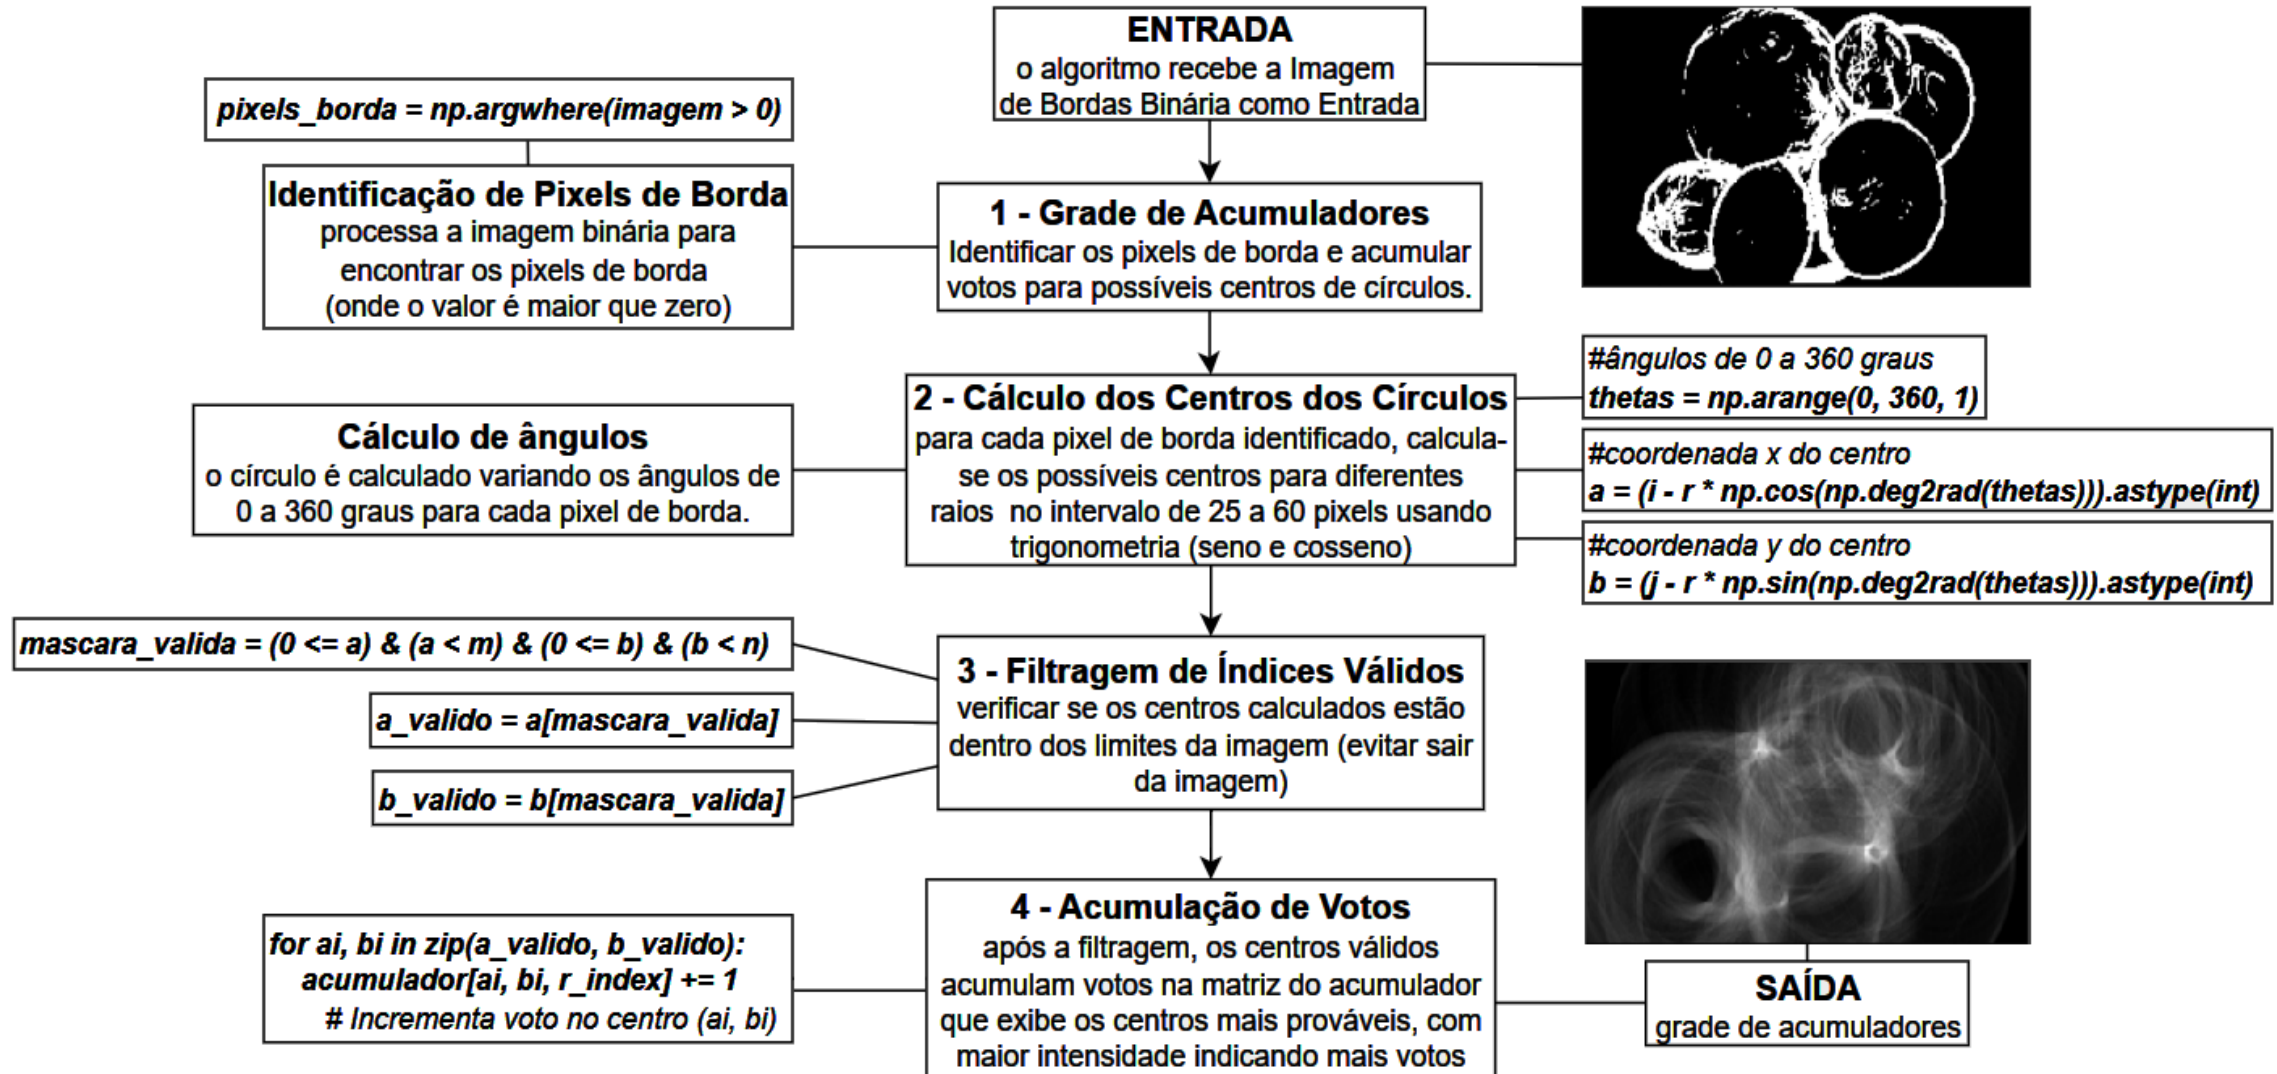 ENTRADA
o algoritmo recebe a Imagem
de Bordas Binária como Entrada
pixels_borda = np.argwhere(imagem > 0)
Identificação de Pixels de Borda
processa a imagem binária para
encontrar os pixels de borda
(onde o valor é maior que zero)
1 - Grade de Acumuladores
Identificar os pixels de borda e acumular
votos para possíveis centros de círculos.
2 - Cálculo dos Centros dos Círculos
para cada pixel de borda identificado, calcula-
se os possíveis centros para diferentes
raios no intervalo de 25 a 60 pixels usando
trigonometria (seno e cosseno)
#ângulos de 0 a 360 graus
thetas = np.arange(0, 360, 1)
#coordenada x do centro
a = (i - r * np.cos(np.deg2rad(thetas))).astype(int)
#coordenada y do centro
b = (j - r * np.sin(np.deg2rad(thetas))).astype(int)
Cálculo de ângulos
o círculo é calculado variando os ângulos de
0 a 360 graus para cada pixel de borda.
mascara_valida = (0 <= a) & (a < m) & (0 <= b) & (b < n)
a_valido = a[mascara_valida]
b_valido = b[mascara_valida]
3 - Filtragem de Índices Válidos
verificar se os centros calculados estão
dentro dos limites da imagem (evitar sair
da imagem)
4 - Acumulação de Votos
após a filtragem, os centros válidos
acumulam votos na matriz do acumulador
que exibe os centros mais prováveis, com
maior intensidade indicando mais votos
for ai, bi in zip(a_valido, b_valido):
acumulador[ai, bi, r_index] += 1
# Incrementa voto no centro (ai, bi)
SAÍDA
grade de acumuladores